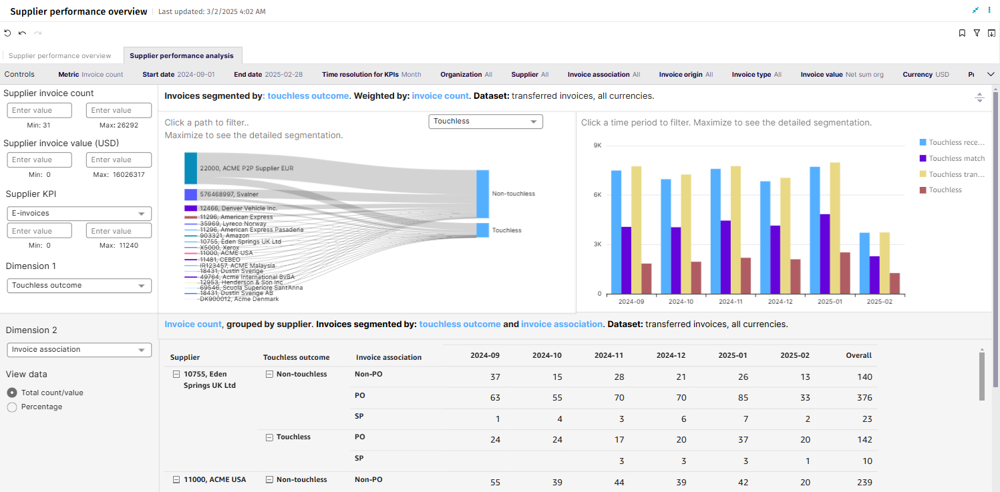 Supplier performance overview Last updated: 3/2/2025 4:02 AM
Supplier performance overview Supplier performance analysis
Controls Metric Invoice count Start date 2024-09-01 End date 2025-02-28 Time resolution for KPIs Month Organization All Supplier All Invoice association All Invoice origin All Invoice type All Invoice value Net sum org Currency USD
Supplier invoice count
Enter value Enter value
Min: 31 Max: 26292
Supplier invoice value (USD)
Enter value Enter value
Min: 0 Max: 16026317
Supplier KPI
E-invoices
Enter value Enter value
Min: 0 Max: 11240
Dimension 1
Touchless outcome
Dimension 2
Invoice association
View data
Total count/value
Percentage
Invoices segmented by: touchless outcome. Weighted by: invoice count. Dataset: transferred invoices, all currencies.
Click a path to filter..
Maximize to see the detailed segmentation.
Touchless
22000, ACME P2P Supplier EUR
576468997, Svalner
12466, Denver Vehicle Inc.
11296, American Express
35969, Lyreco Norway
11296, American Express Pasadena
903321, Amazon
10755, Eden Springs UK Ltd
X5000, Xerox
11000, ACME USA
11481, CEBEO
IR123457, ACME Malaysia
18431, Dustin Sverige
49764, Acme International BvBA
12953, Henderson & Son Inc
69546, Scuola Superiore Sant'Anna
18431, Dustin Sverige AB
DK900012, Acme Denmark
Non-touchless
Touchless
Click a time period to filter. Maximize to see the detailed segmentation.
9K
6K
3K
0
2024-09 2024-10 2024-11 2024-12 2025-01 2025-02
Touchless rece...
Touchless match
Touchless tran...
Touchless
Invoice count, grouped by supplier. Invoices segmented by: touchless outcome and invoice association. Dataset: transferred invoices, all currencies.
Supplier Touchless outcome Invoice association 2024-09 2024-10 2024-11 2024-12 2025-01 2025-02 Overall
10755, Eden Non-touchless Non-PO 37 15 28 21 26 13 140
Springs UK Ltd
PO 63 55 70 70 85 33 376
SP 1 4 3 6 7 2 23
Touchless PO 24 24 17 20 37 20 142
SP 3 3 3 1 10
11000, ACME USA Non-touchless Non-PO 55 39 44 39 42 20 239